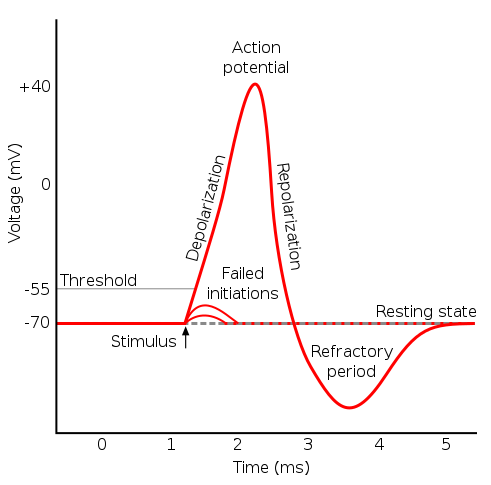 Action
potential
+40
Voltage (mV)
0
Depolarization
Repolarization
Threshold
Failed
initiations
-55
-70
Resting state
Stimulus
Refractory
period
0 1 2 3 4 5
Time (ms)